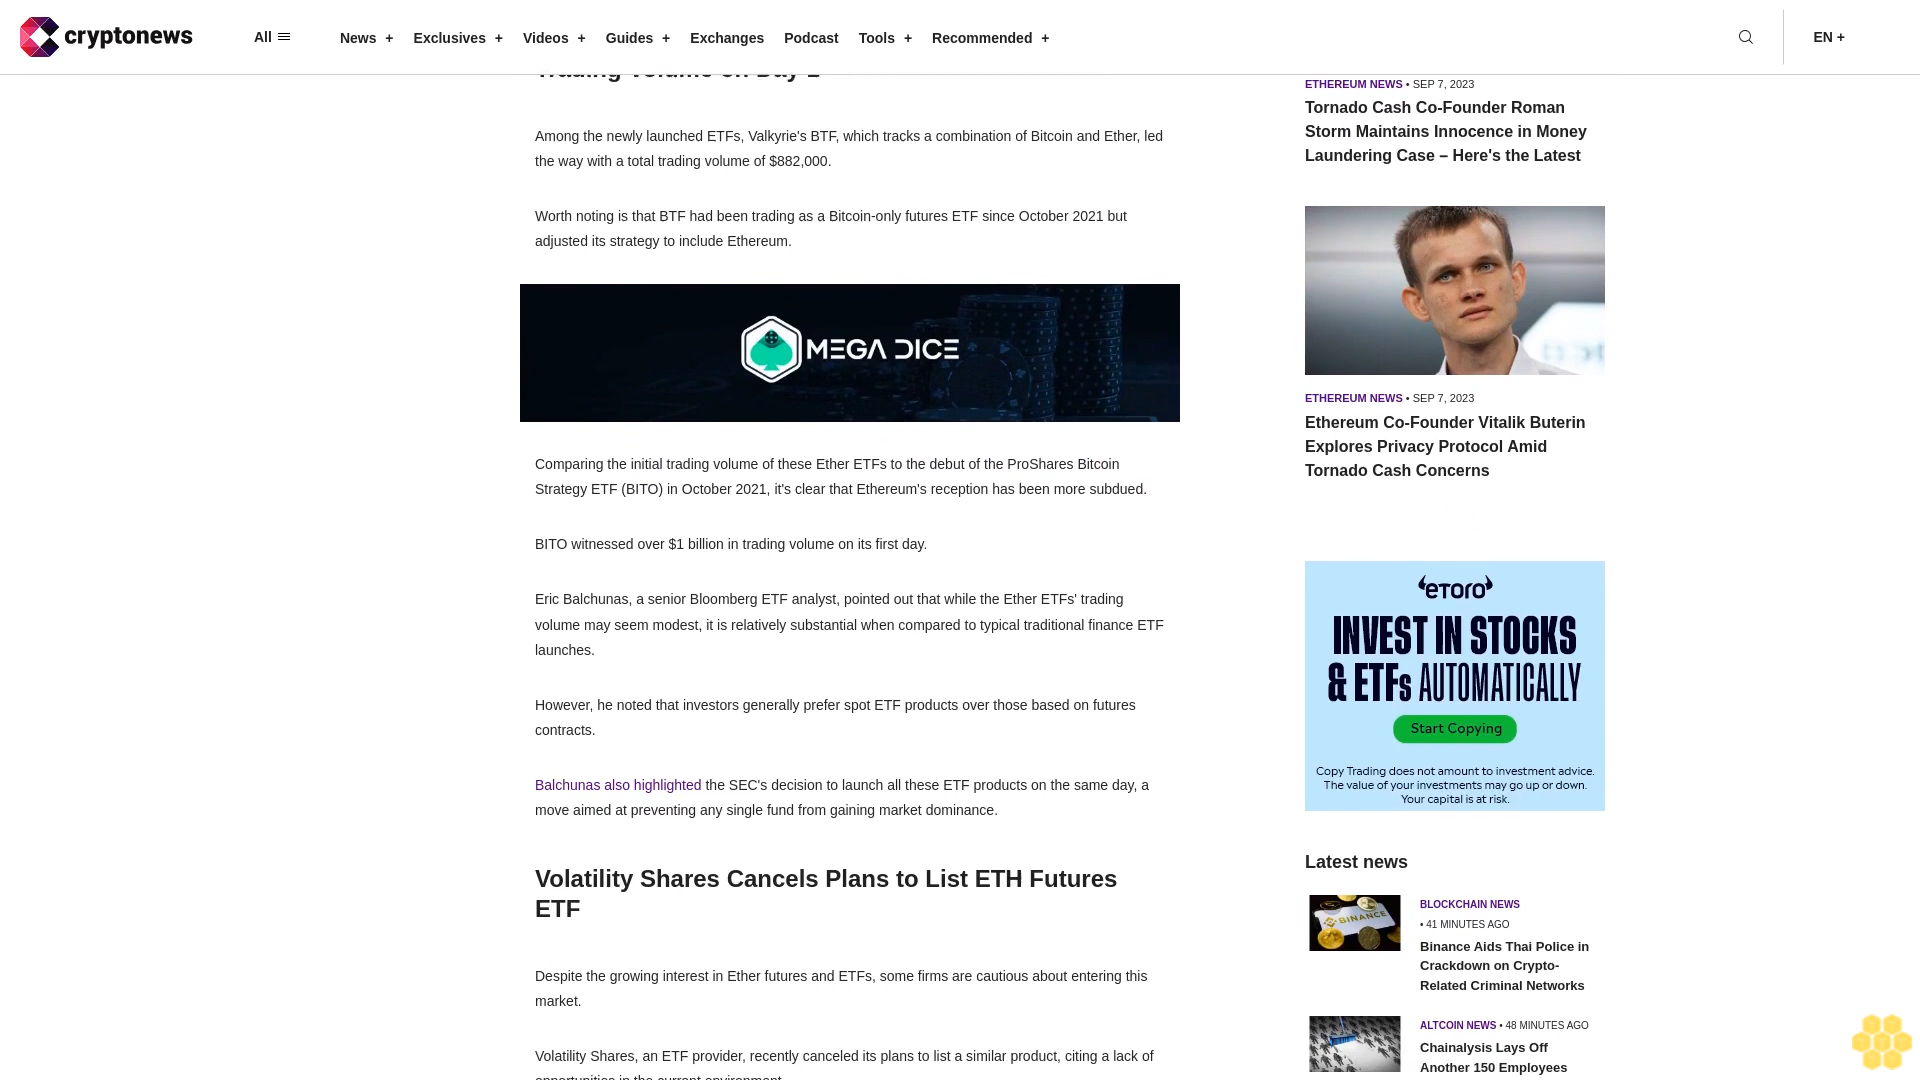 cryptonews
All
News +
Exclusives +
Videos +
Guides +
Exchanges
Podcast
Tools +
Recommended +
EN +
Trading Volume on Day 1
Among the newly launched ETFs, Valkyrie's BTF, which tracks a combination of Bitcoin and Ether, led
the way with a total trading volume of $882,000.
Worth noting is that BTF had been trading as a Bitcoin-only futures ETF since October 2021 but
adjusted its strategy to include Ethereum.
MEGA DICE
Comparing the initial trading volume of these Ether ETFs to the debut of the ProShares Bitcoin
Strategy ETF (BITO) in October 2021, it's clear that Ethereum's reception has been more subdued.
BITO witnessed over $1 billion in trading volume on its first day.
Eric Balchunas, a senior Bloomberg ETF analyst, pointed out that while the Ether ETFs' trading
volume may seem modest, it is relatively substantial when compared to typical traditional finance ETF
launches.
However, he noted that investors generally prefer spot ETF products over those based on futures
contracts.
Balchunas also highlighted the SEC's decision to launch all these ETF products on the same day, a
move aimed at preventing any single fund from gaining market dominance.
Volatility Shares Cancels Plans to List ETH Futures
ETF
Despite the growing interest in Ether futures and ETFs, some firms are cautious about entering this
market.
Volatility Shares, an ETF provider, recently canceled its plans to list a similar product, citing a lack of
opportunities in the current environment.
ETHEREUM NEWS • SEP 7, 2023
Tornado Cash Co-Founder Roman
Storm Maintains Innocence in Money
Laundering Case – Here's the Latest
ETHEREUM NEWS • SEP 7, 2023
Ethereum Co-Founder Vitalik Buterin
Explores Privacy Protocol Amid
Tornado Cash Concerns
eToro
INVEST IN STOCKS
& ETFs AUTOMATICALLY
Start Copying
Copy Trading does not amount to investment advice.
The value of your investments may go up or down.
Your capital is at risk.
Latest news
BINANCE
BLOCKCHAIN NEWS
• 41 MINUTES AGO
Binance Aids Thai Police in
Crackdown on Crypto-
Related Criminal Networks
ALTCOIN NEWS • 48 MINUTES AGO
Chainalysis Lays Off
Another 150 Employees